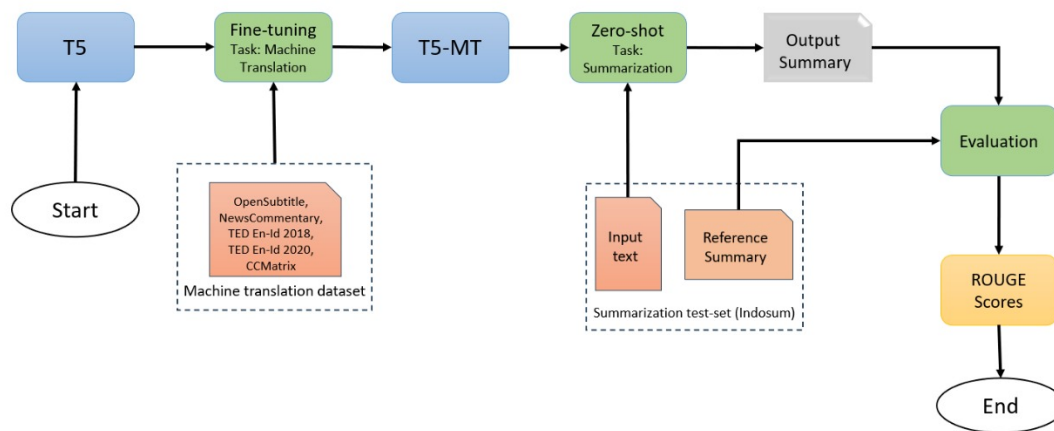 T5
Fine-tuning
Task: Machine
Translation
T5-MT
Zero-shot
Task:
Summarization
Output
Summary
Evaluation
Start
OpenSubtitle,
NewsCommentary,
TED En-Id 2018,
TED En-Id 2020,
CCMatrix
Machine translation dataset
Input
text
Reference
Summary
Summarization test-set (Indosum)
ROUGE
Scores
End